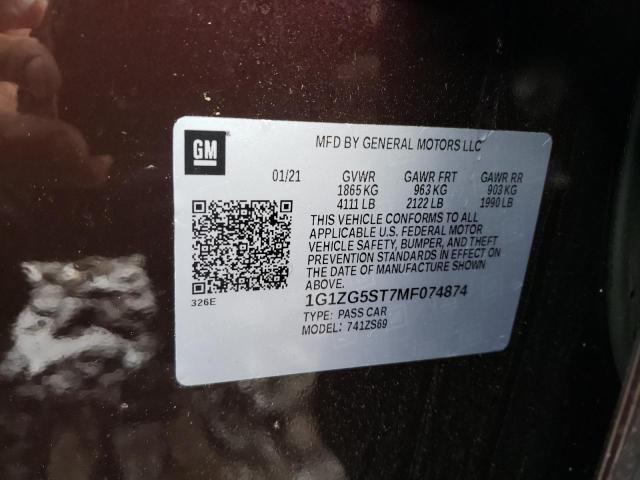 GM
MFD BY GENERAL MOTORS LLC
01/21 GVWR GAWR FRT GAWR RR
1865 KG 963 KG 903 KG
4111 LB 2122 LB 1990 LB
THIS VEHICLE CONFORMS TO ALL
APPLICABLE U.S. FEDERAL MOTOR
VEHICLE SAFETY, BUMPER, AND THEFT
PREVENTION STANDARDS IN EFFECT ON
THE DATE OF MANUFACTURE SHOWN
ABOVE.
326E
1G1ZG5ST7MF074874
TYPE: PASS CAR
MODEL: 741ZS69